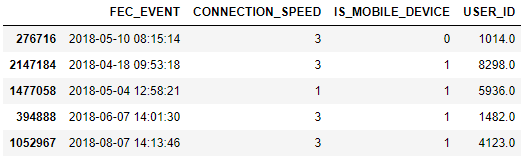 FEC_EVENT CONNECTION_SPEED IS_MOBILE_DEVICE USER_ID
276716 2018-05-10 08:15:14 3 0 1014.0
2147184 2018-04-18 09:53:18 3 1 8298.0
1477058 2018-05-04 12:58:21 1 1 5936.0
394888 2018-06-07 14:01:30 3 1 1482.0
1052967 2018-08-07 14:13:46 3 1 4123.0